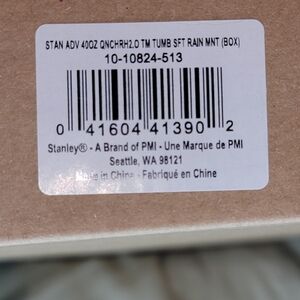 STAN ADV 40OZ QNCHRH2.O TM TUMB SFT RAIN MNT (BOX)
10-10824-513
0 41604 41390 2
Stanley® - A Brand of PMI - Une Marque de PMI
Seattle, WA 98121
Made in China - Fabriqué en Chine